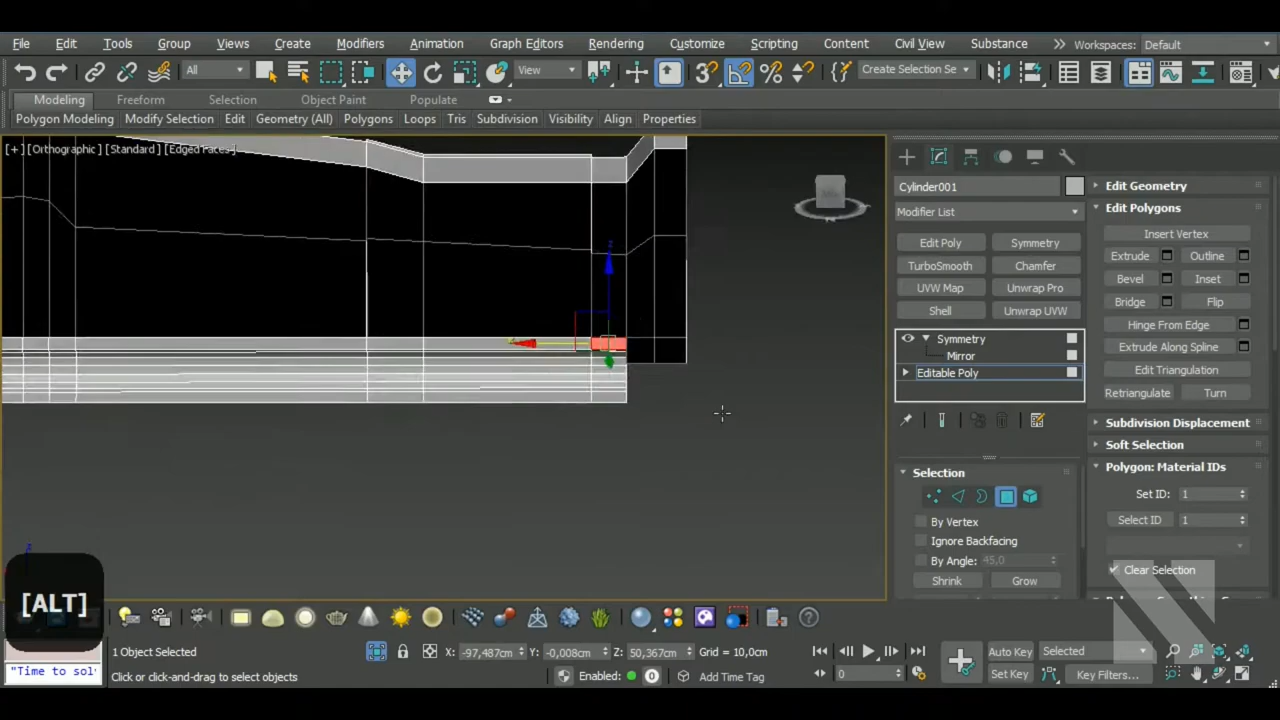 File Edit Tools Group Views Create Modifiers Animation Graph Editors Rendering Customize Scripting Content Civil View Substance Workspaces: Default
All View Create Selection Se
Modeling Freeform Selection Object Paint Populate
Polygon Modeling Modify Selection Edit Geometry (All) Polygons Loops Tris Subdivision Visibility Align Properties
[+] [Orthographic] [Standard] [Edged Faces]
Cylinder001
Modifier List
Edit Poly Symmetry
TurboSmooth Chamfer
UVW Map Unwrap Pro
Shell Unwrap UVW
Symmetry
Mirror
Editable Poly
Selection
By Vertex
Ignore Backfacing
By Angle: 45,0
Shrink Grow
Edit Geometry
Edit Polygons
Insert Vertex
Extrude Outline
Bevel Inset
Bridge Flip
Hinge From Edge
Extrude Along Spline
Edit Triangulation
Retriangulate Turn
Subdivision Displacement
Soft Selection
Polygon: Material IDs
Set ID: 1
Select ID 1
Clear Selection
[ALT]
"Time to sol
1 Object Selected
Click or click-and-drag to select objects
X: -97,487cm Y: -0,008cm Z: 50,367cm Grid = 10,0cm
Enabled: 0 Add Time Tag
0
Auto Key Selected
Set Key Key Filters...